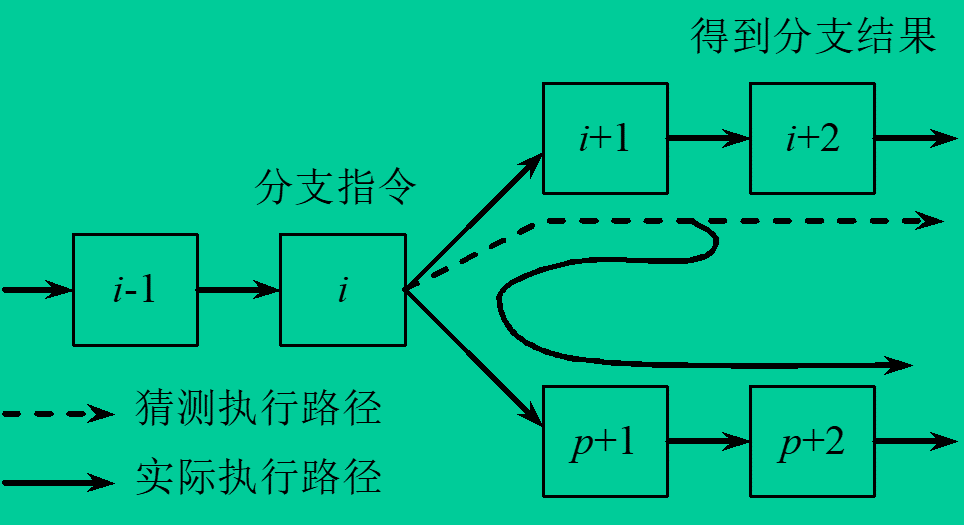 得到分支结果
i+1
i+2
分支指令
i-1
i
猜测执行路径
实际执行路径
p+1
p+2